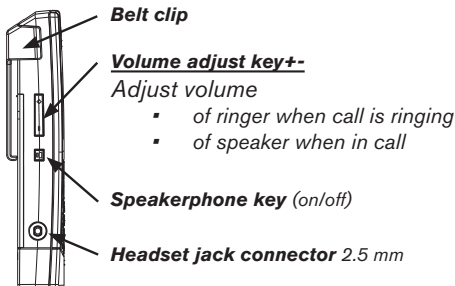 Belt clip
Volume adjust key+-
Adjust volume
▪ of ringer when call is ringing
▪ of speaker when in call
Speakerphone key (on/off)
Headset jack connector 2.5 mm